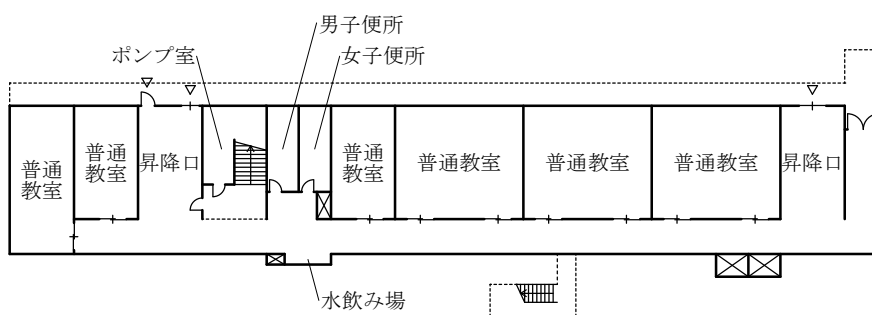 男子便所
ポンプ室
女子便所
普通
教室
普通
教室
昇降口
普通
教室
普通教室
普通教室
普通教室
昇降口
水飲み場